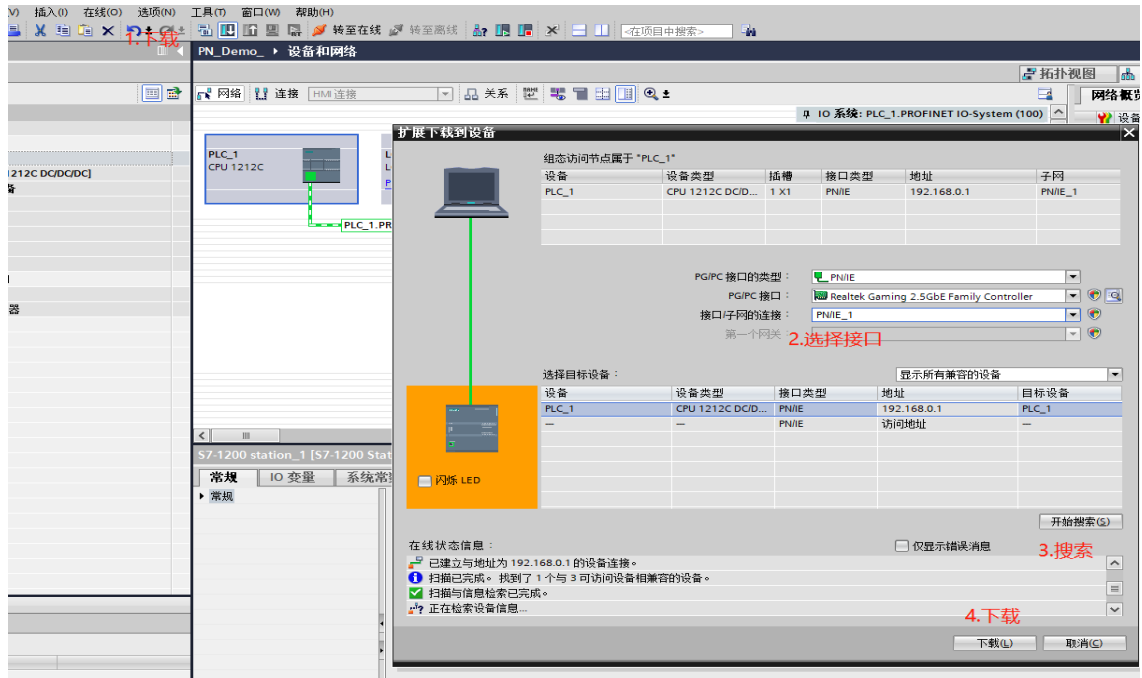 V) 插入(I) 在线(O) 选项(N) 工具(T) 窗口(W) 帮助(H)
转至在线 转至离线 <在项目中搜索>
1.下载
PN_Demo_ 设备和网络
拓扑视图
网络 连接 HMI 连接 关系
网络概览
IO 系统: PLC_1.PROFINET IO-System (100)
设备
1212C DC/DC/DC]
器
PLC_1
CPU 1212C
PLC_1.PR
扩展下载到设备
组态访问节点属于 "PLC_1"
设备 设备类型 插槽 接口类型 地址 子网
PLC_1 CPU 1212C DC/D... 1 X1 PN/IE 192.168.0.1 PN/IE_1
PG/PC 接口的类型: PN/IE
PG/PC 接口: Realtek Gaming 2.5GbE Family Controller
接口/子网的连接: PN/IE_1
第一个网关:
2.选择接口
选择目标设备: 显示所有兼容的设备
设备 设备类型 接口类型 地址 目标设备
PLC_1 CPU 1212C DC/D... PN/IE 192.168.0.1 PLC_1
— — PN/IE 访问地址 —
闪烁 LED
开始搜索(S)
3.搜索
在线状态信息: 仅显示错误消息
已建立与地址为 192.168.0.1 的设备连接。
扫描已完成。找到了 1 个与 3 可访问设备相兼容的设备。
扫描与信息检索已完成。
正在检索设备信息...
4.下载
下载(L) 取消(C)
S7-1200 station_1 [S7-1200 Stat
常规 IO 变量 系统常
常规